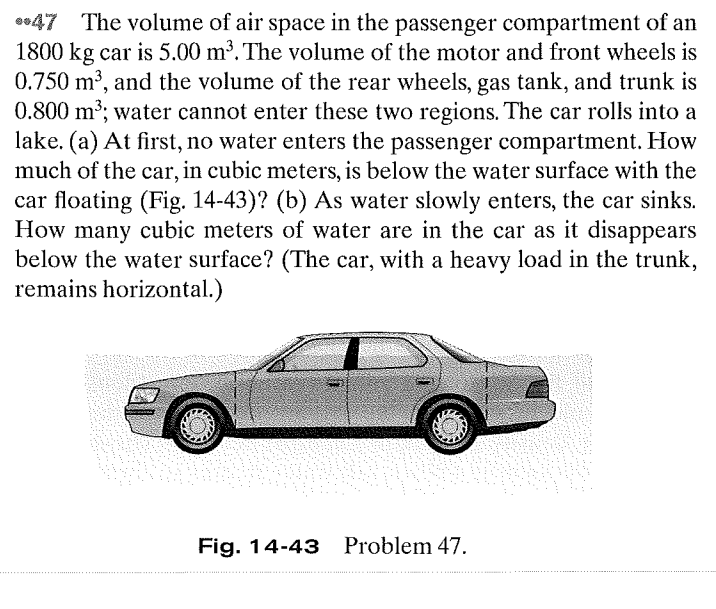 ••47 The volume of air space in the passenger compartment of an
1800 kg car is 5.00 m³. The volume of the motor and front wheels is
0.750 m³, and the volume of the rear wheels, gas tank, and trunk is
0.800 m³; water cannot enter these two regions. The car rolls into a
lake. (a) At first, no water enters the passenger compartment. How
much of the car, in cubic meters, is below the water surface with the
car floating (Fig. 14-43)? (b) As water slowly enters, the car sinks.
How many cubic meters of water are in the car as it disappears
below the water surface? (The car, with a heavy load in the trunk,
remains horizontal.)
Fig. 14-43 Problem 47.